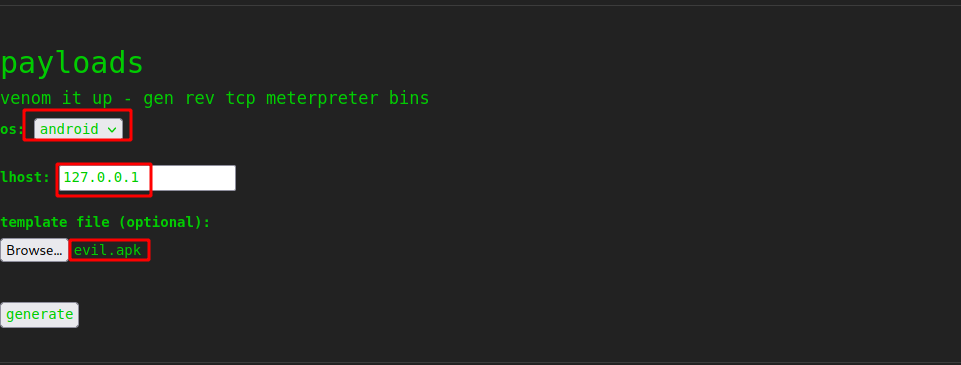 payloads
venom it up - gen rev tcp meterpreter bins
os: android
lhost: 127.0.0.1
template file (optional):
Browse... evil.apk
generate